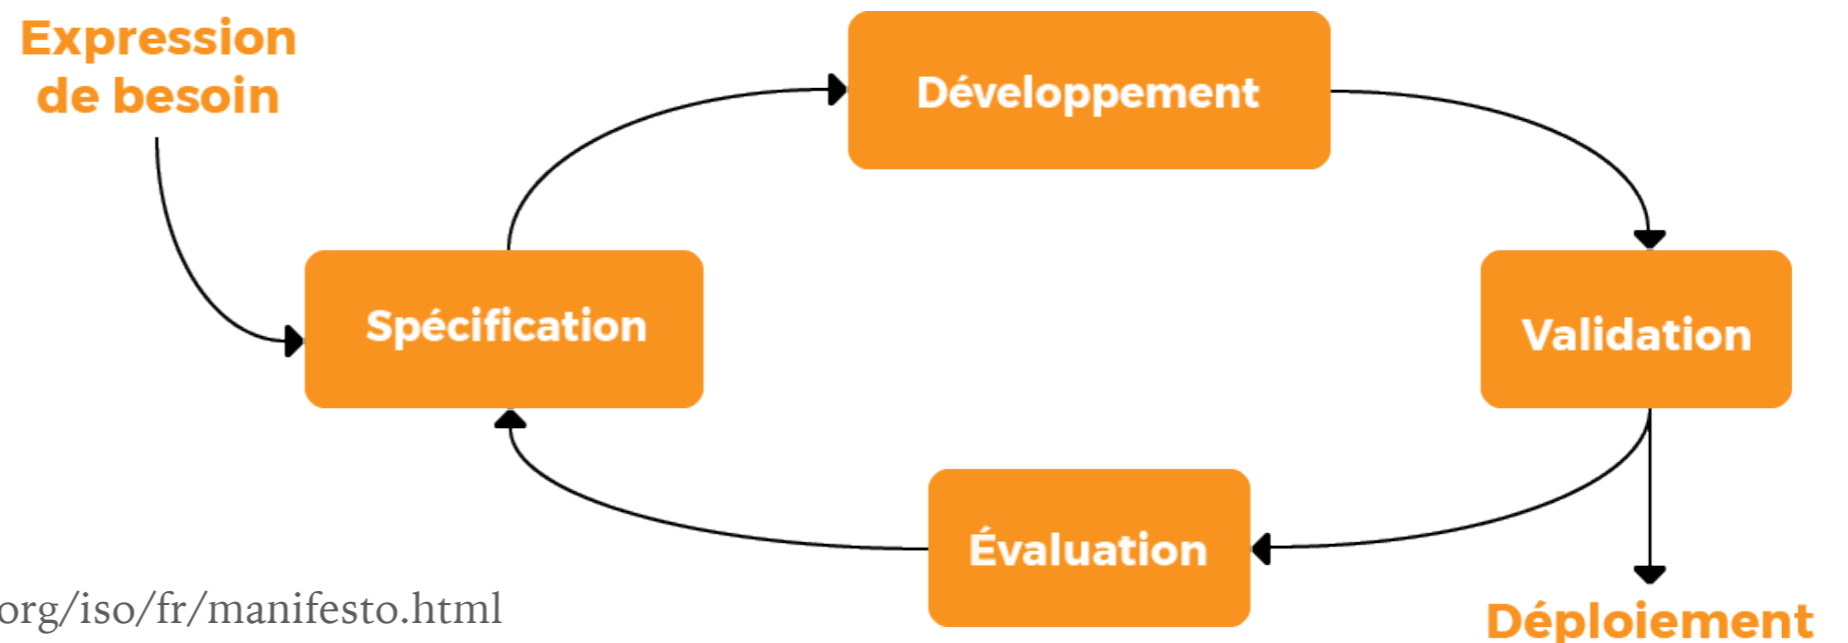 Expression
de besoin
Développement
Spécification
Validation
Évaluation
org/iso/fr/manifesto.html
Déploiement